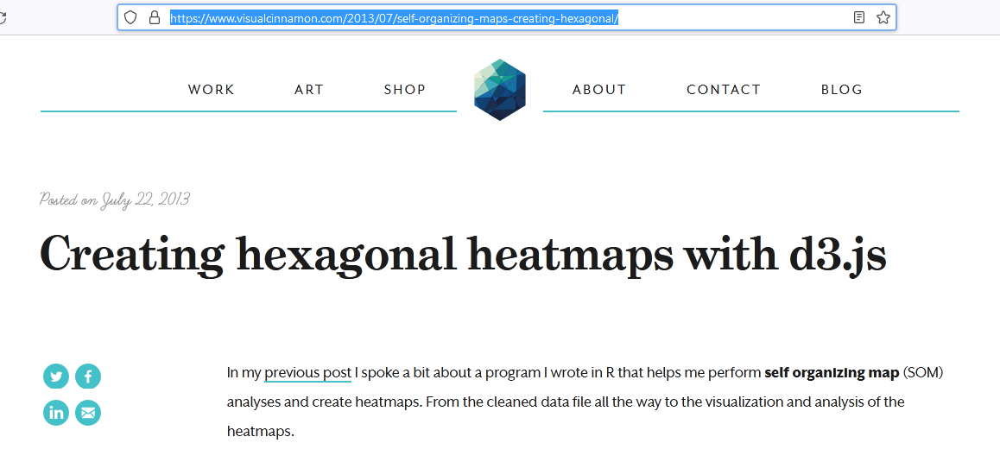 https://www.visualcinnamon.com/2013/07/self-organizing-maps-creating-hexagonal/
WORK ART SHOP ABOUT CONTACT BLOG
Posted on July 22, 2013
Creating hexagonal heatmaps with d3.js
In my previous post I spoke a bit about a program I wrote in R that helps me perform self organizing map (SOM)
analyses and create heatmaps. From the cleaned data file all the way to the visualization and analysis of the
heatmaps.